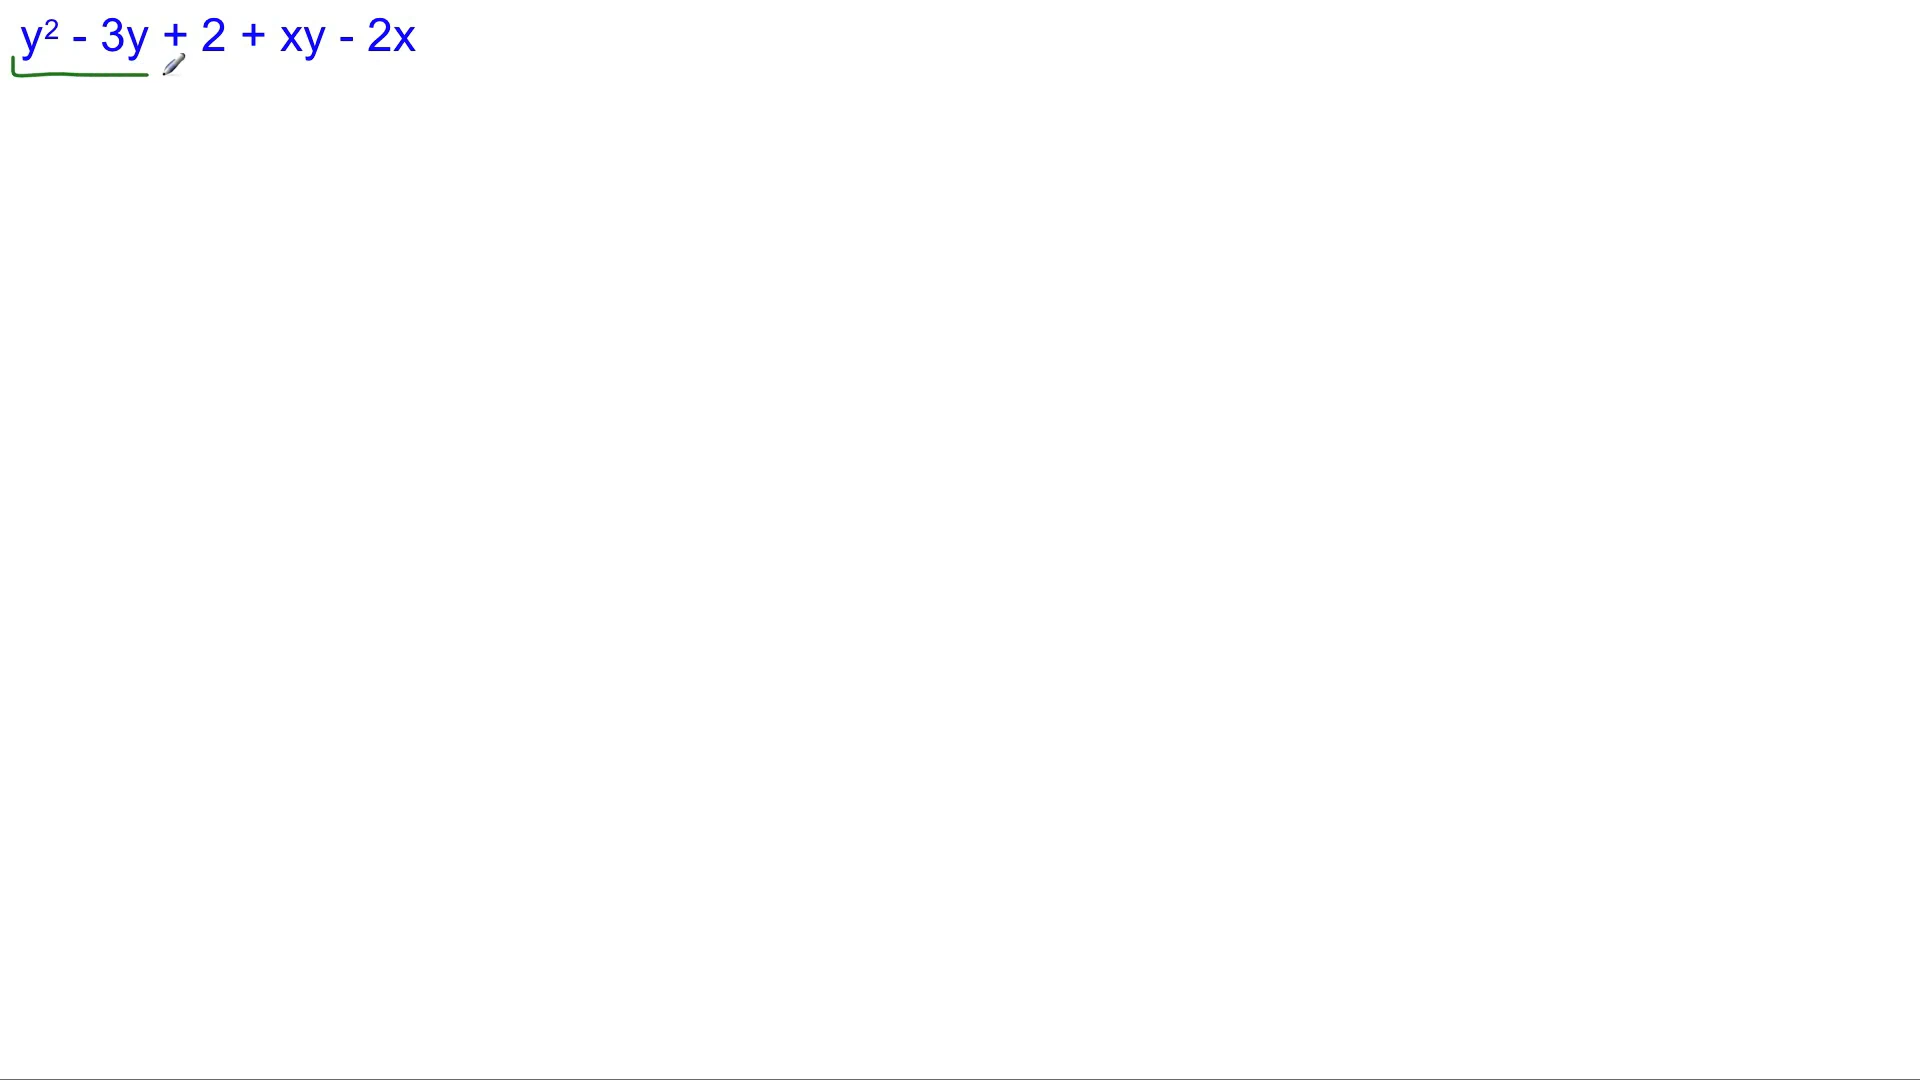 y² - 3y + 2 + xy - 2x